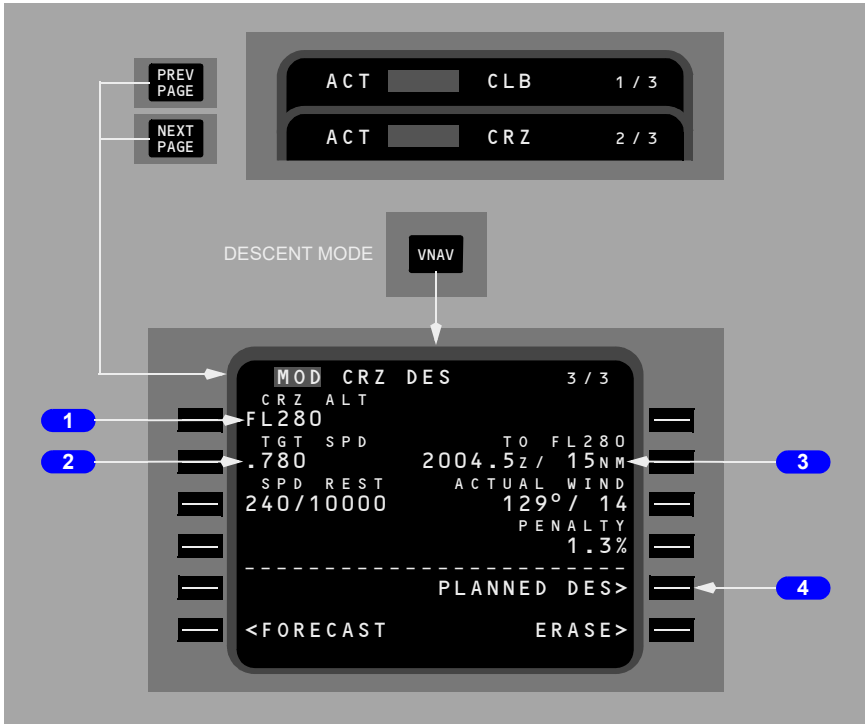 PREV
PAGE
ACT CLB 1/3
NEXT
PAGE
ACT CRZ 2/3
DESCENT MODE
VNAV
MOD CRZ DES 3/3
CRZ ALT
1
FL280
TGT SPD TO FL280
2
.780 2004.5z/ 15NM
3
SPD REST ACTUAL WIND
240/10000 129°/ 14
PENALTY
1.3%
--------------------------
PLANNED DES>
4
<FORECAST ERASE>